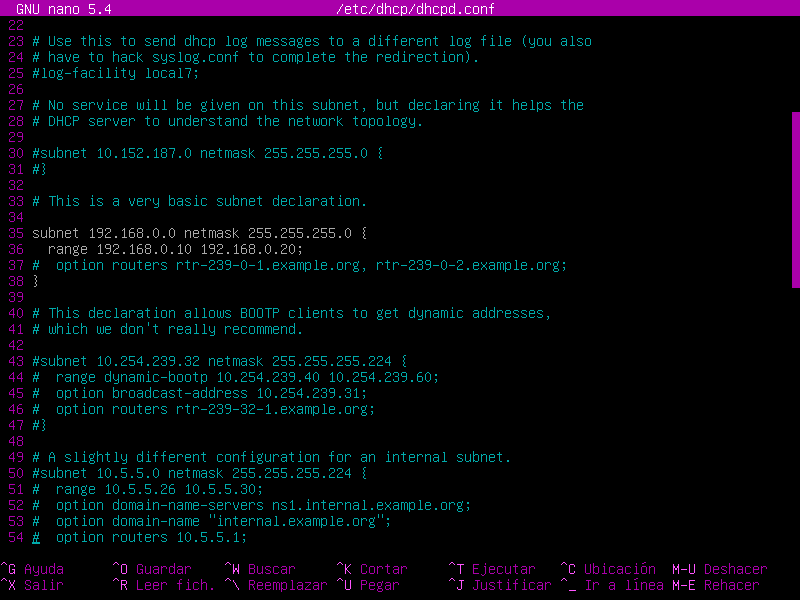 GNU nano 5.4 /etc/dhcp/dhcpd.conf
22
23 # Use this to send dhcp log messages to a different log file (you also
24 # have to hack syslog.conf to complete the redirection).
25 #log-facility local7;
26
27 # No service will be given on this subnet, but declaring it helps the
28 # DHCP server to understand the network topology.
29
30 #subnet 10.152.187.0 netmask 255.255.255.0 {
31 #}
32
33 # This is a very basic subnet declaration.
34
35 subnet 192.168.0.0 netmask 255.255.255.0 {
36   range 192.168.0.10 192.168.0.20;
37 #  option routers rtr-239-0-1.example.org, rtr-239-0-2.example.org;
38 }
39
40 # This declaration allows BOOTP clients to get dynamic addresses,
41 # which we don't really recommend.
42
43 #subnet 10.254.239.32 netmask 255.255.255.224 {
44 #  range dynamic-bootp 10.254.239.40 10.254.239.60;
45 #  option broadcast-address 10.254.239.31;
46 #  option routers rtr-239-32-1.example.org;
47 #}
48
49 # A slightly different configuration for an internal subnet.
50 #subnet 10.5.5.0 netmask 255.255.255.224 {
51 #  range 10.5.5.26 10.5.5.30;
52 #  option domain-name-servers ns1.internal.example.org;
53 #  option domain-name "internal.example.org";
54 #  option routers 10.5.5.1;
^G Ayuda ^O Guardar ^W Buscar ^K Cortar ^T Ejecutar ^C Ubicación M-U Deshacer
^X Salir ^R Leer fich. ^\ Reemplazar ^U Pegar ^J Justificar ^_ Ir a línea M-E Rehacer